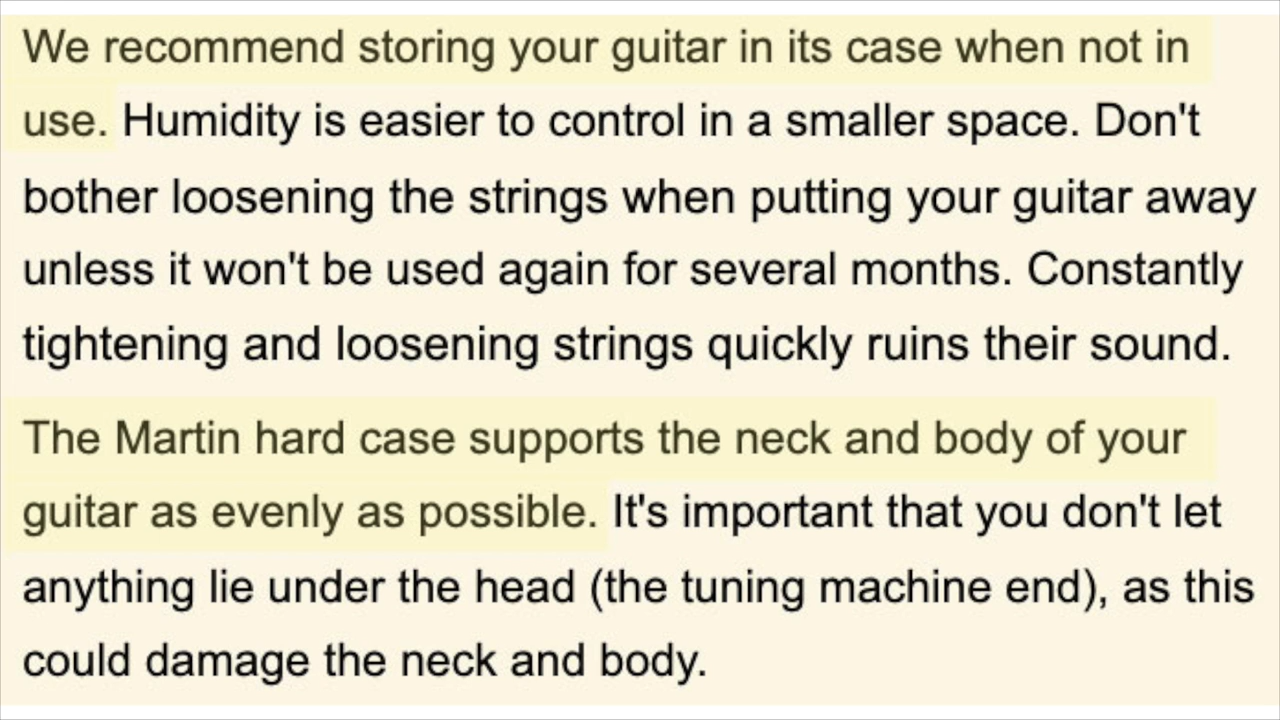 We recommend storing your guitar in its case when not in
use. Humidity is easier to control in a smaller space. Don't
bother loosening the strings when putting your guitar away
unless it won't be used again for several months. Constantly
tightening and loosening strings quickly ruins their sound.
The Martin hard case supports the neck and body of your
guitar as evenly as possible. It's important that you don't let
anything lie under the head (the tuning machine end), as this
could damage the neck and body.